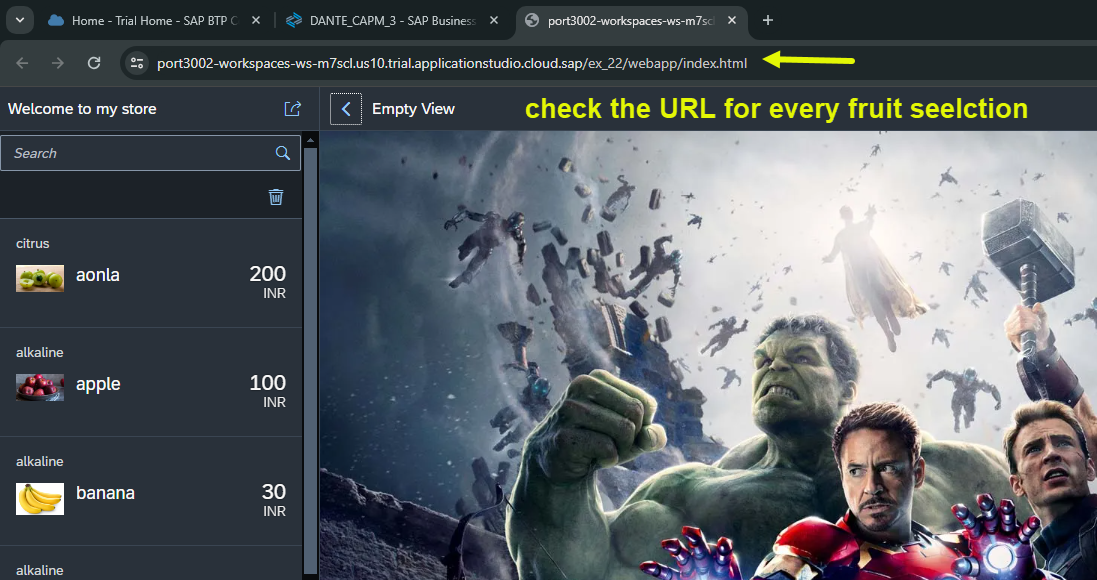 Home - Trial Home - SAP BTP C
DANTE_CAPM_3 - SAP Business
port3002-workspaces-ws-m7scl
port3002-workspaces-ws-m7scl.us10.trial.applicationstudio.cloud.sap/ex_22/webapp/index.html
Welcome to my store
Empty View
check the URL for every fruit seelction
Search
citrus
aonla
200
INR
alkaline
apple
100
INR
alkaline
banana
30
INR
alkaline